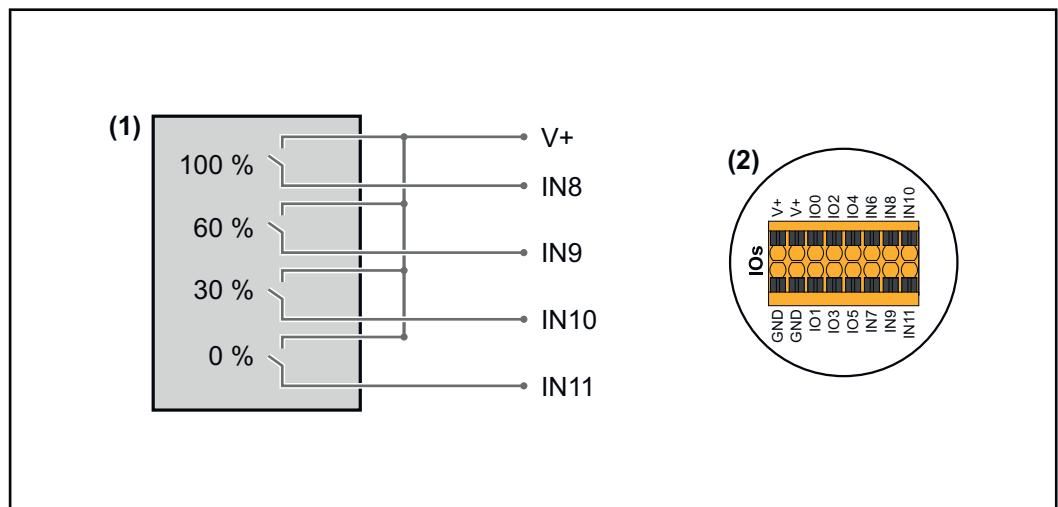 (1)
100 %
60 %
30 %
0 %
V+
IN8
IN9
IN10
IN11
(2)
V+
V+
IO0
IO2
IO4
IN6
IN8
IN10
IOs
GND
GND
IO1
IO3
IO5
IN7
IN9
IN11